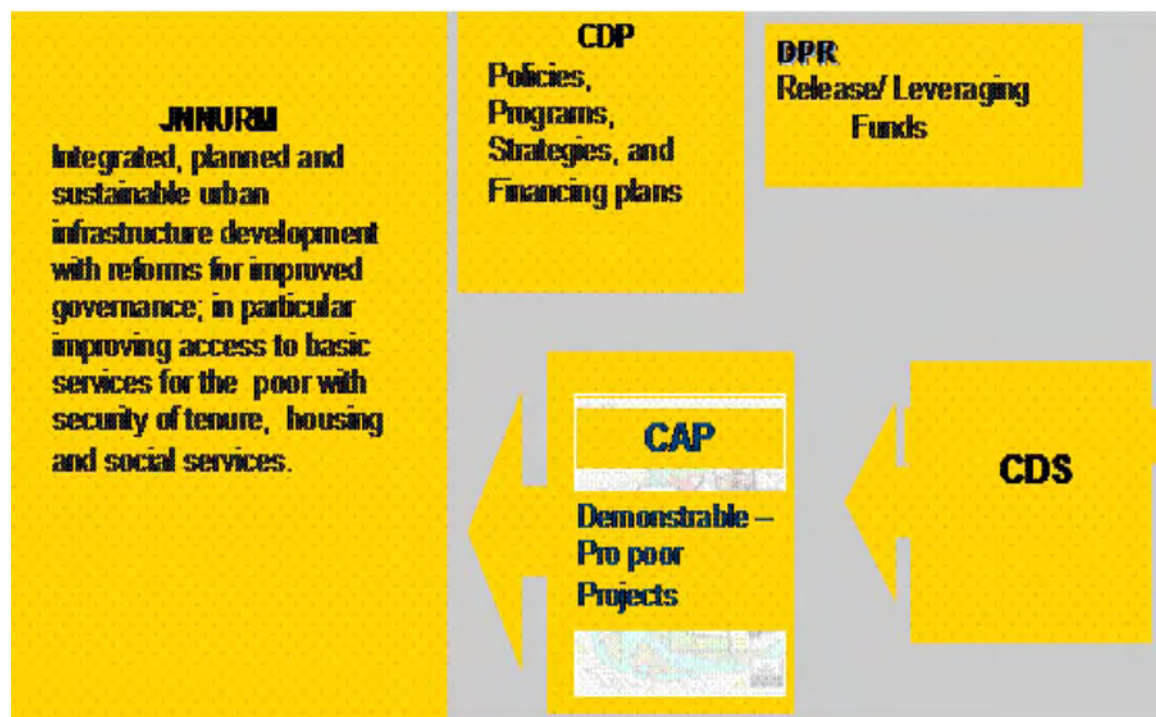 JNNURM
Integrated, planned and
sustainable urban
infrastructure development
with reforms for improved
governance; in particular
improving access to basic
services for the poor with
security of tenure, housing
and social services.
CDP
Policies,
Programs,
Strategies, and
Financing plans
DPR
Release/ Leveraging
Funds
CAP
Demonstrable –
Pro poor
Projects
CDS